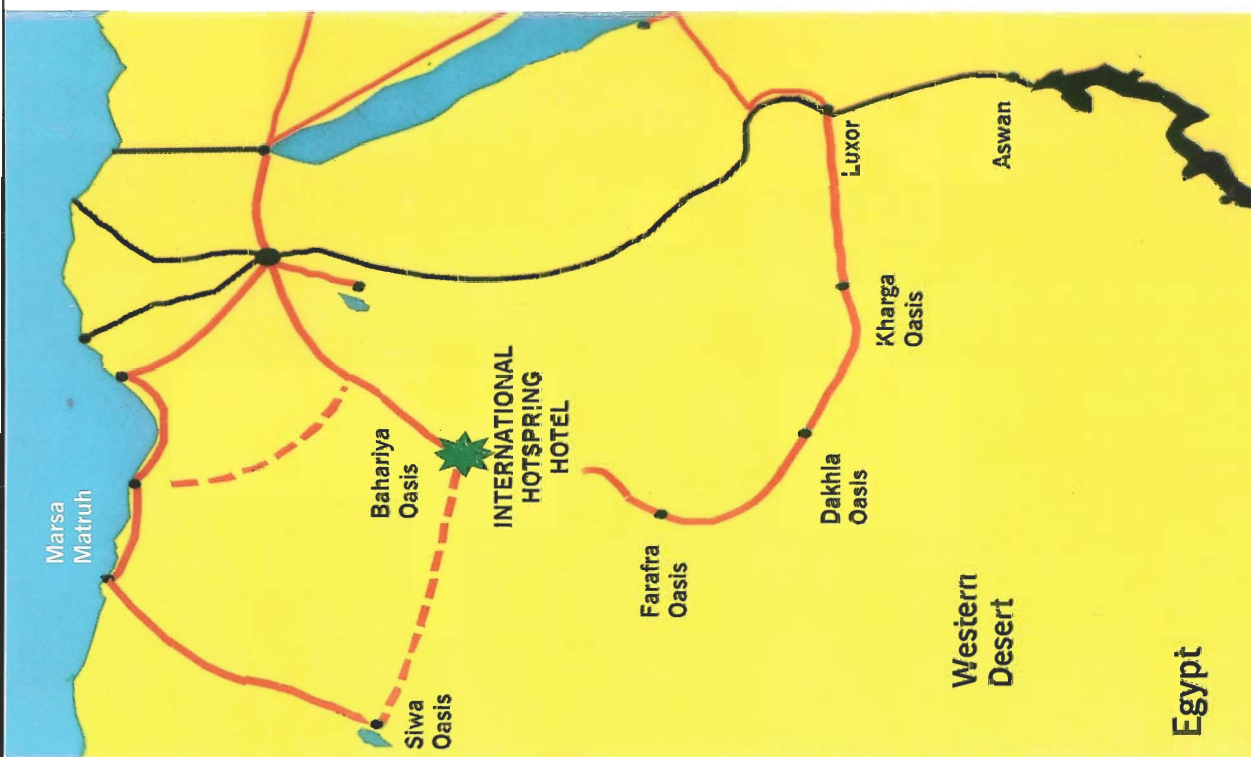 Marsa
Matruh
Bahariya
Oasis
INTERNATIONAL
HOTSPRING
HOTEL
Siwa
Oasis
Farafra
Oasis
Dakhla
Oasis
Kharga
Oasis
Luxor
Aswan
Western
Desert
Egypt